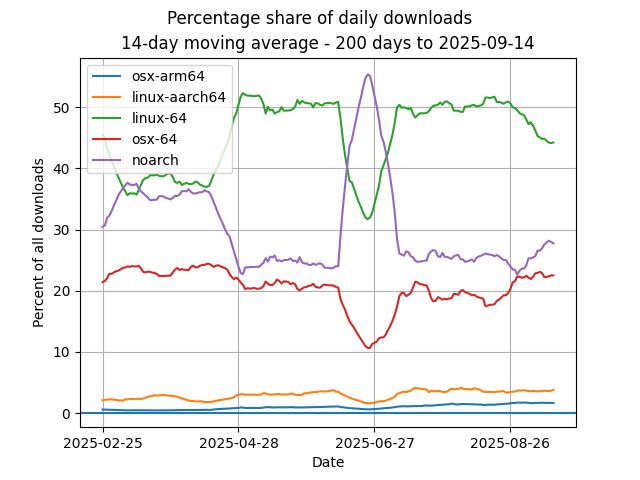 Percentage share of daily downloads
14-day moving average - 200 days to 2025-09-14
osx-arm64
linux-aarch64
linux-64
osx-64
noarch
Percent of all downloads
50
40
30
20
10
0
2025-02-25
2025-04-28
2025-06-27
2025-08-26
Date